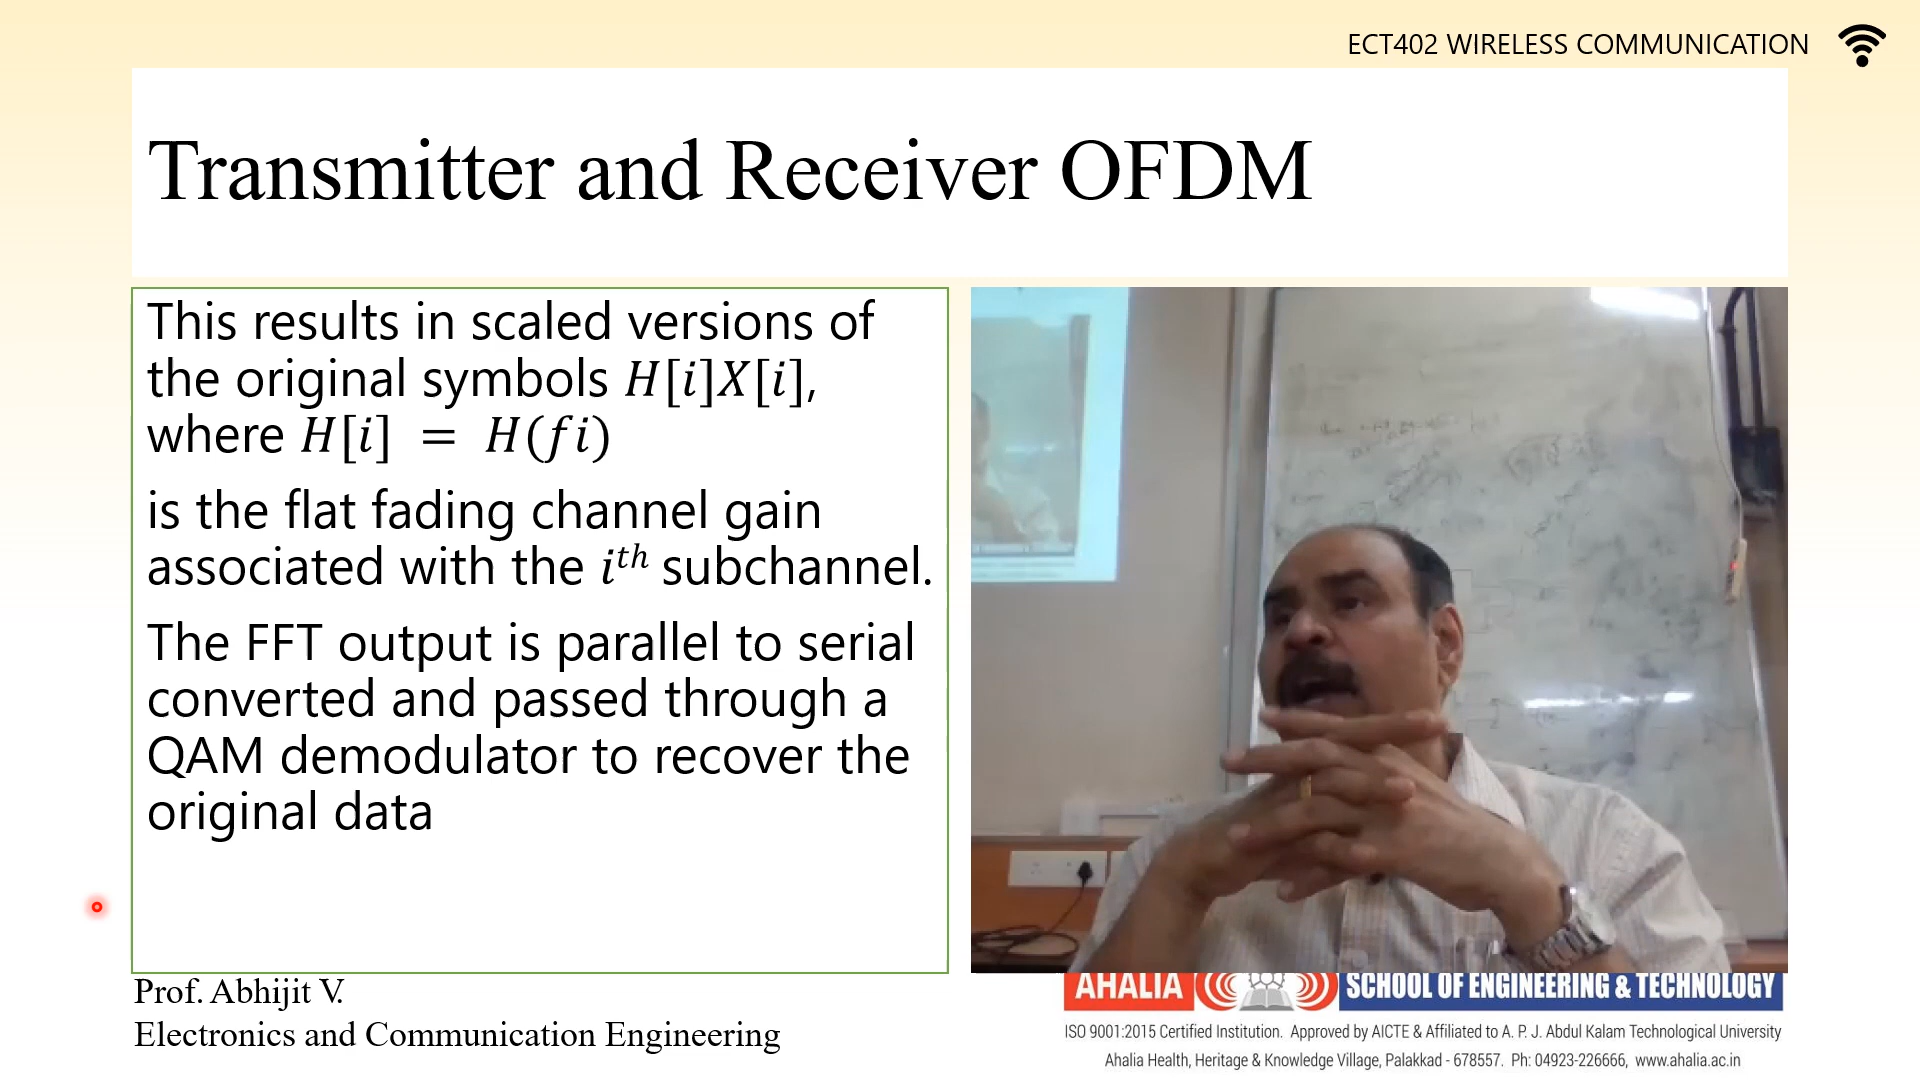 ECT402 WIRELESS COMMUNICATION
Transmitter and Receiver OFDM
This results in scaled versions of
the original symbols H[i]X[i],
where H[i] = H(fi)
is the flat fading channel gain
associated with the i^th subchannel.
The FFT output is parallel to serial
converted and passed through a
QAM demodulator to recover the
original data
Prof. Abhijit V.
Electronics and Communication Engineering
AHALIA SCHOOL OF ENGINEERING & TECHNOLOGY
ISO 9001:2015 Certified Institution. Approved by AICTE & Affiliated to A. P. J. Abdul Kalam Technological University
Ahalia Health, Heritage & Knowledge Village, Palakkad - 678557. Ph: 04923-226666, www.ahalia.ac.in